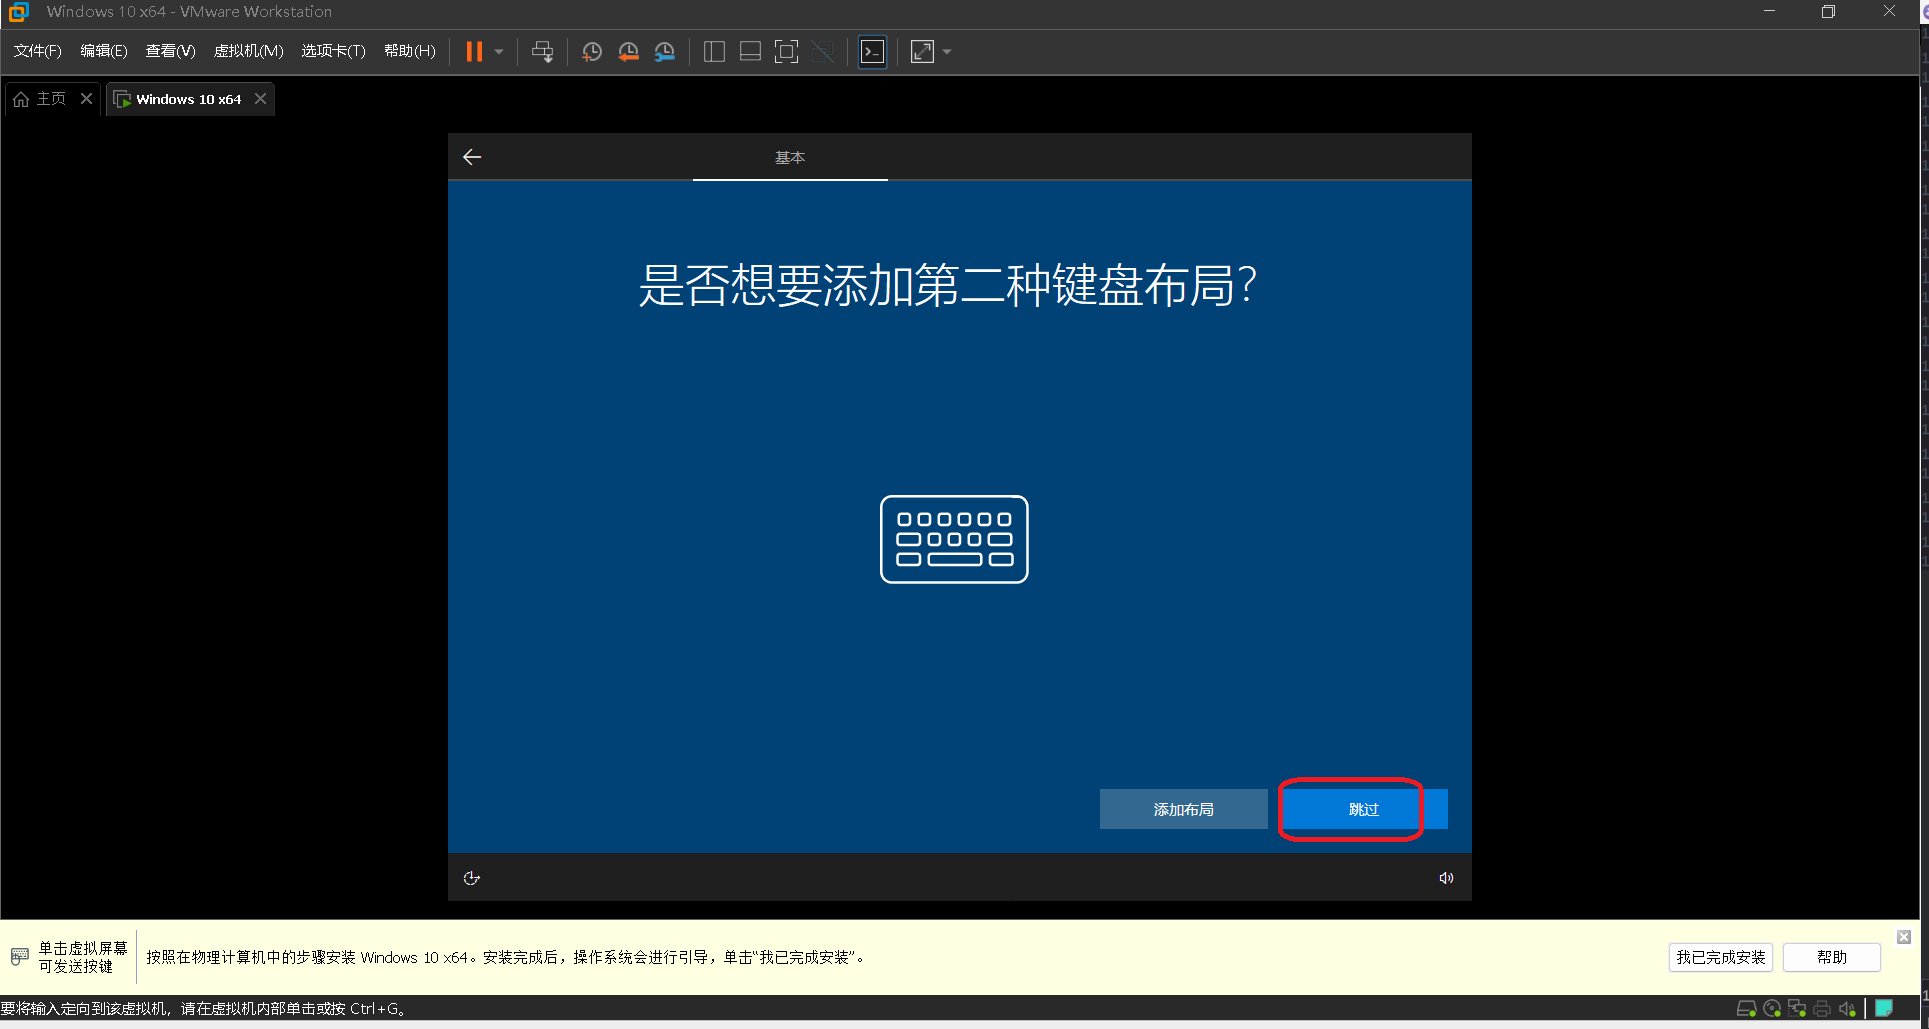 Windows 10 x64 - VMware Workstation
文件(F) 编辑(E) 查看(V) 虚拟机(M) 选项卡(T) 帮助(H)
主页 Windows 10 x64
基本
是否想要添加第二种键盘布局?
添加布局 跳过
单击虚拟屏幕
可发送按键
按照在物理计算机中的步骤安装 Windows 10 x64。安装完成后，操作系统会进行引导，单击“我已完成安装”。
我已完成安装 帮助
要将输入定向到该虚拟机，请在虚拟机内部单击或按 Ctrl+G。